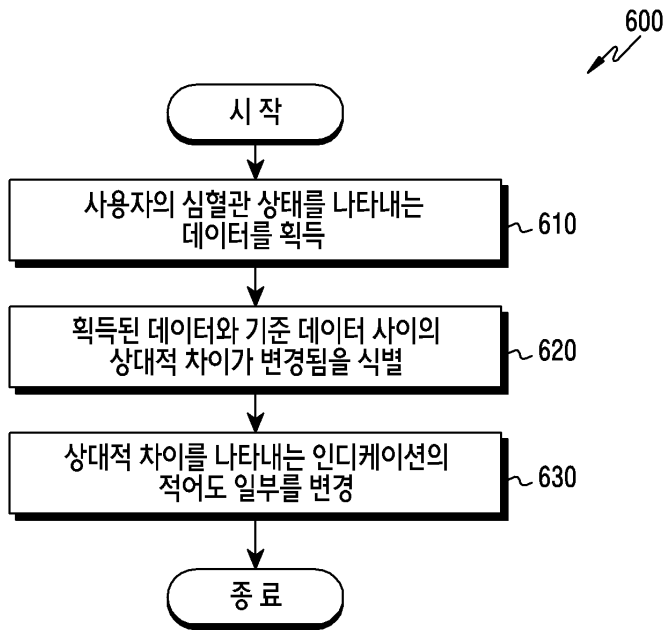 600
시 작
사용자의 심혈관 상태를 나타내는
데이터를 획득
610
획득된 데이터와 기준 데이터 사이의
상대적 차이가 변경됨을 식별
620
상대적 차이를 나타내는 인디케이션의
적어도 일부를 변경
630
종 료